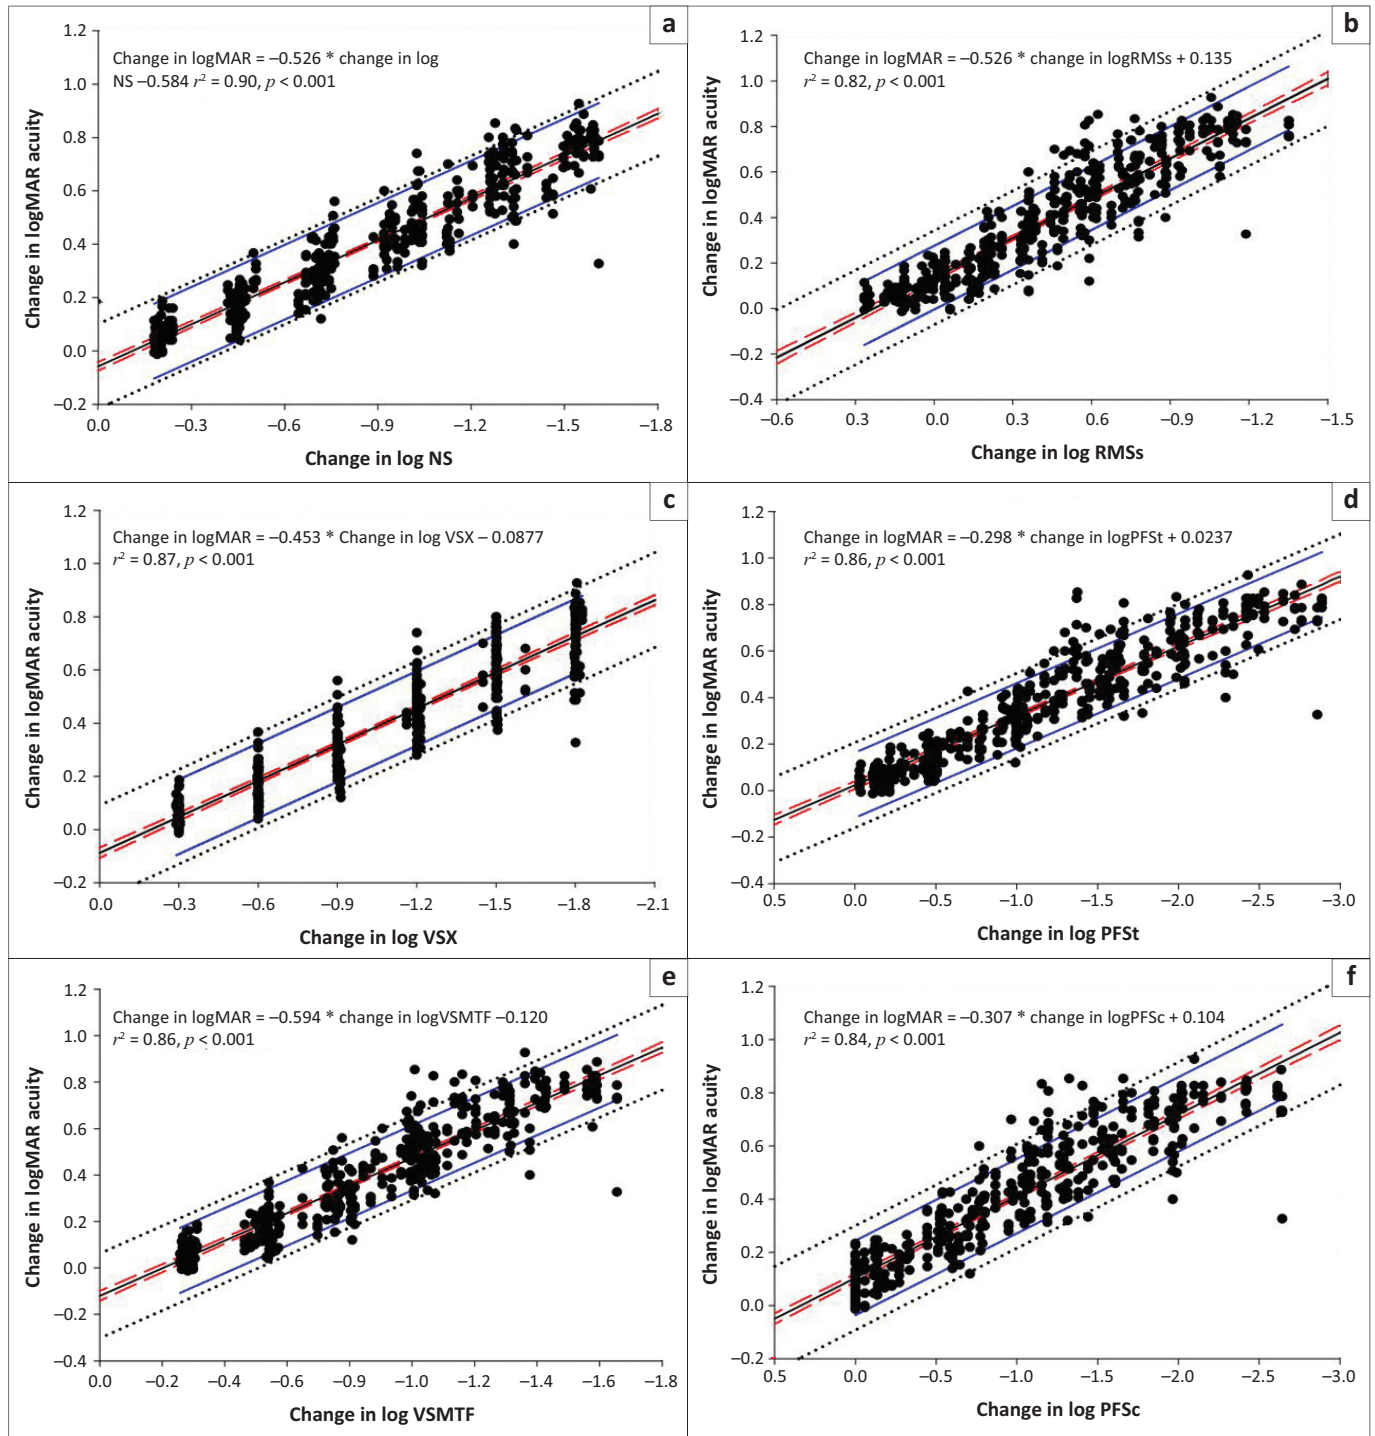 a
Change in logMAR = –0.526 * change in log
NS –0.584 r² = 0.90, p < 0.001
Change in logMAR acuity
1.2
1.0
0.8
0.6
0.4
0.2
0.0
–0.2
0.0 –0.3 –0.6 –0.9 –1.2 –1.5 –1.8
Change in log NS
b
Change in logMAR = –0.526 * change in logRMSs + 0.135
r² = 0.82, p < 0.001
Change in logMAR acuity
1.2
1.0
0.8
0.6
0.4
0.2
0.0
–0.2
–0.4
–0.6 0.3 0.0 0.3 –0.6 –0.9 –1.2 –1.5
Change in log RMSs
c
Change in logMAR = –0.453 * Change in log VSX – 0.0877
r² = 0.87, p < 0.001
Change in logMAR acuity
1.2
1.0
0.8
0.6
0.4
0.2
0.0
–0.2
0.0 –0.3 –0.6 –0.9 –1.2 –1.5 –1.8 –2.1
Change in log VSX
d
Change in logMAR = –0.298 * change in logPFSt + 0.0237
r² = 0.86, p < 0.001
Change in logMAR acuity
1.2
1.0
0.8
0.6
0.4
0.2
0.0
–0.2
–0.4
0.5 0.0 –0.5 –1.0 –1.5 –2.0 –2.5 –3.0
Change in log PFSt
e
Change in logMAR = –0.594 * change in logVSMTF –0.120
r² = 0.86, p < 0.001
Change in logMAR acuity
1.2
1.0
0.8
0.6
0.4
0.2
0.0
–0.2
–0.4
0.0 –0.2 –0.4 –0.6 –0.9 –1.0 –1.2 –1.4 –1.6 –1.8
Change in log VSMTF
f
Change in logMAR = –0.307 * change in logPFSc + 0.104
r² = 0.84, p < 0.001
Change in logMAR acuity
1.2
1.0
0.8
0.6
0.4
0.2
0.0
–0.2
0.5 0.0 –0.5 –1.0 –1.5 –2.0 –2.5 –3.0
Change in log PFSc